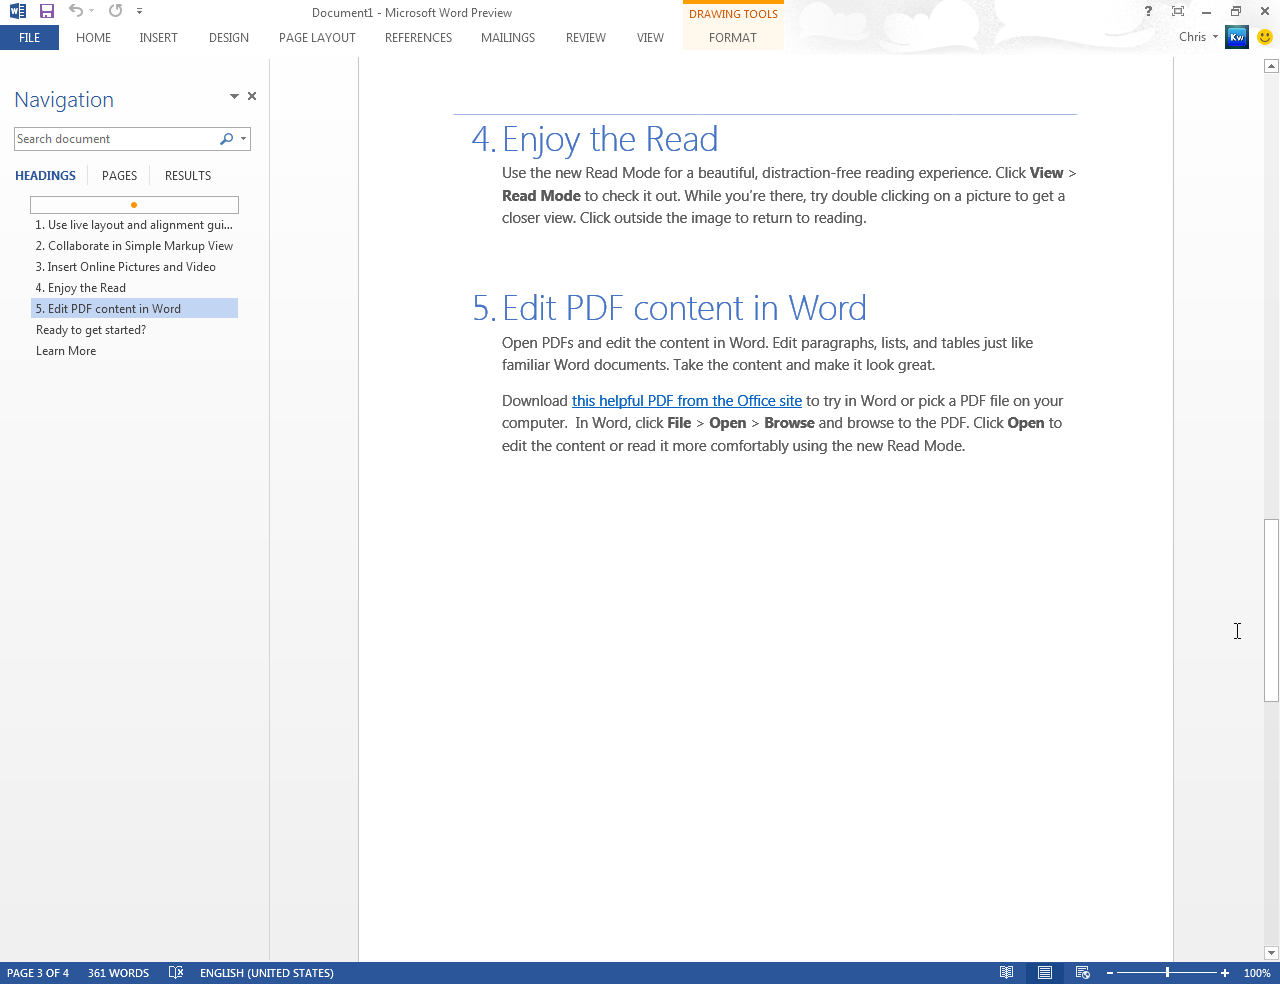 Document1 - Microsoft Word Preview
DRAWING TOOLS
?
FILE HOME INSERT DESIGN PAGE LAYOUT REFERENCES MAILINGS REVIEW VIEW FORMAT
Chris
Kw
Navigation
Search document
HEADINGS PAGES RESULTS
1. Use live layout and alignment gui...
2. Collaborate in Simple Markup View
3. Insert Online Pictures and Video
4. Enjoy the Read
5. Edit PDF content in Word
Ready to get started?
Learn More
4. Enjoy the Read
Use the new Read Mode for a beautiful, distraction-free reading experience. Click View >
Read Mode to check it out. While you're there, try double clicking on a picture to get a
closer view. Click outside the image to return to reading.
5. Edit PDF content in Word
Open PDFs and edit the content in Word. Edit paragraphs, lists, and tables just like
familiar Word documents. Take the content and make it look great.
Download this helpful PDF from the Office site to try in Word or pick a PDF file on your
computer.  In Word, click File > Open > Browse and browse to the PDF. Click Open to
edit the content or read it more comfortably using the new Read Mode.
PAGE 3 OF 4 361 WORDS ENGLISH (UNITED STATES) 100%